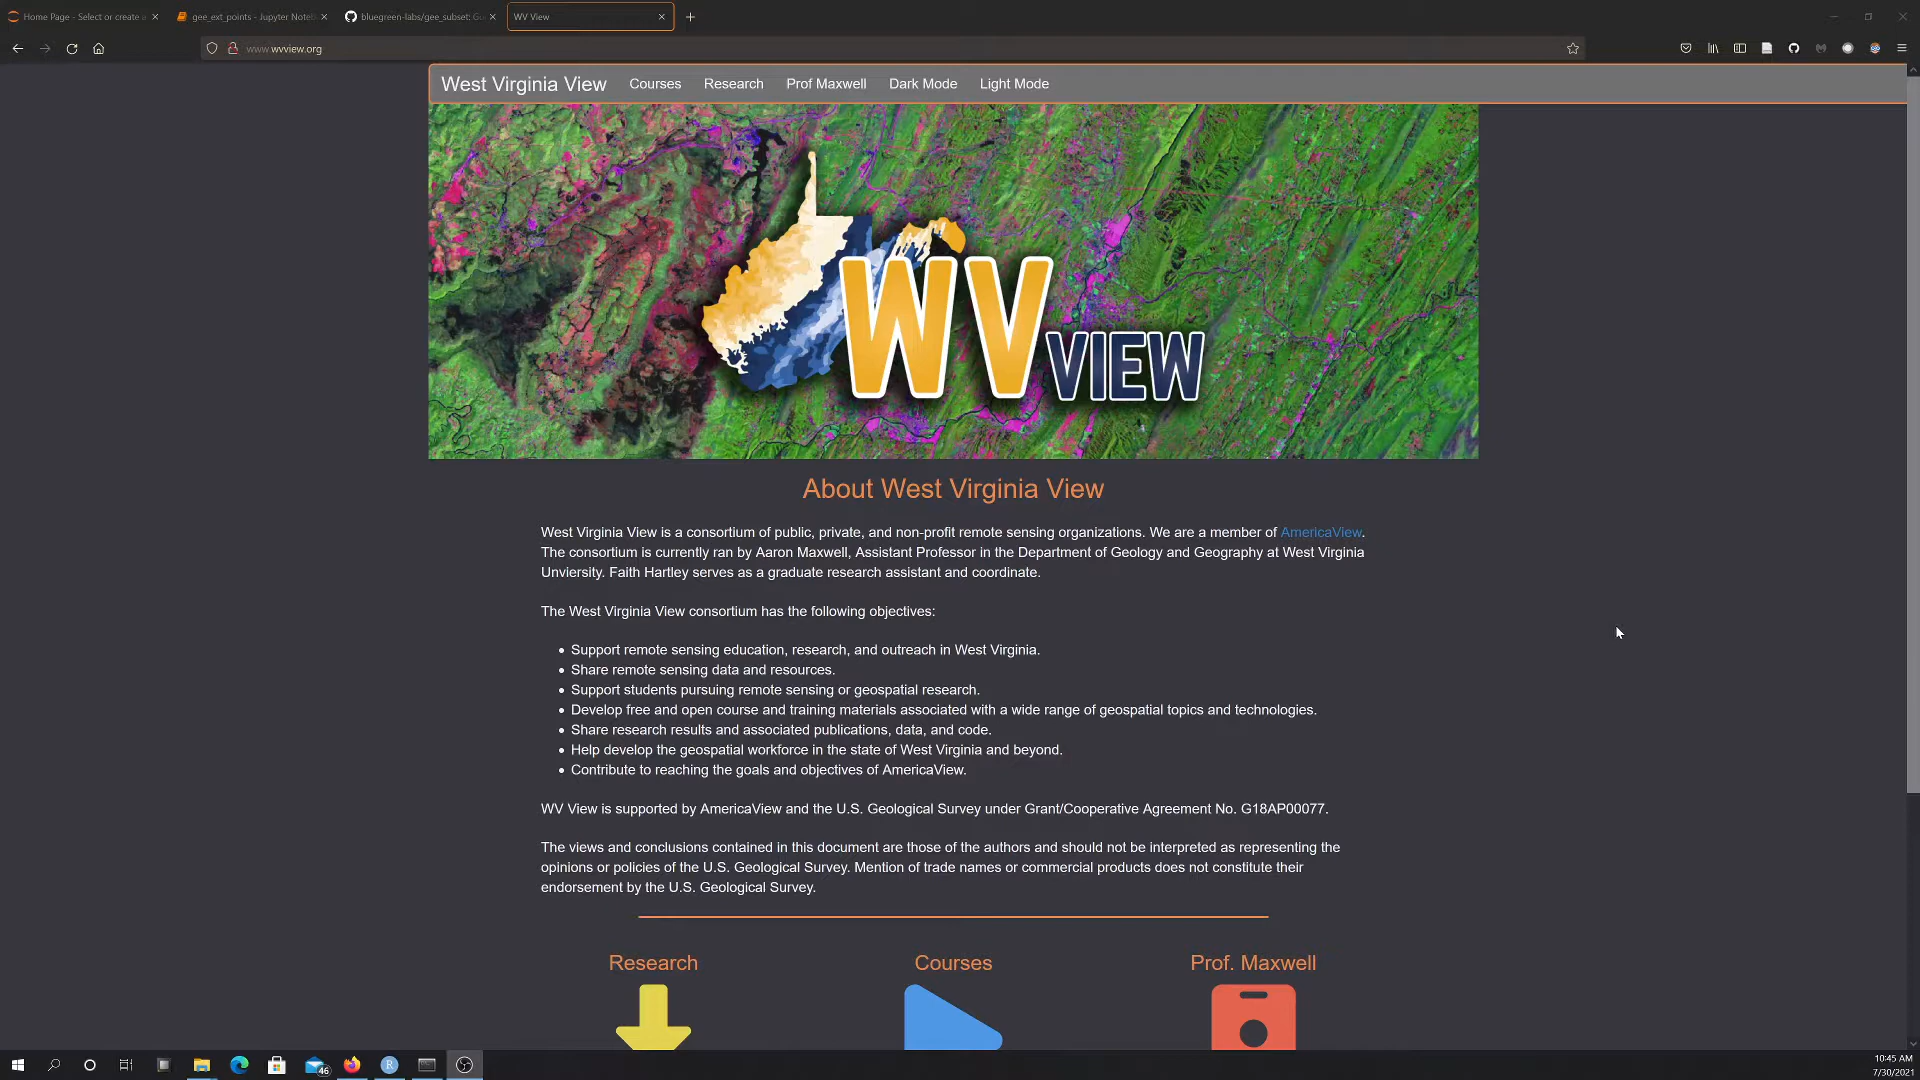 Home Page - Select or create a
gee_ext_points - Jupyter Noteb
bluegreen-labs/gee_subset: Go
WV View
www.wvview.org
West Virginia View Courses Research Prof Maxwell Dark Mode Light Mode
WV VIEW
About West Virginia View
West Virginia View is a consortium of public, private, and non-profit remote sensing organizations. We are a member of AmericaView.
The consortium is currently ran by Aaron Maxwell, Assistant Professor in the Department of Geology and Geography at West Virginia
Unviersity. Faith Hartley serves as a graduate research assistant and coordinate.
The West Virginia View consortium has the following objectives:
Support remote sensing education, research, and outreach in West Virginia.
Share remote sensing data and resources.
Support students pursuing remote sensing or geospatial research.
Develop free and open course and training materials associated with a wide range of geospatial topics and technologies.
Share research results and associated publications, data, and code.
Help develop the geospatial workforce in the state of West Virginia and beyond.
Contribute to reaching the goals and objectives of AmericaView.
WV View is supported by AmericaView and the U.S. Geological Survey under Grant/Cooperative Agreement No. G18AP00077.
The views and conclusions contained in this document are those of the authors and should not be interpreted as representing the
opinions or policies of the U.S. Geological Survey. Mention of trade names or commercial products does not constitute their
endorsement by the U.S. Geological Survey.
Research Courses Prof. Maxwell
46
R
10:45 AM
7/30/2021